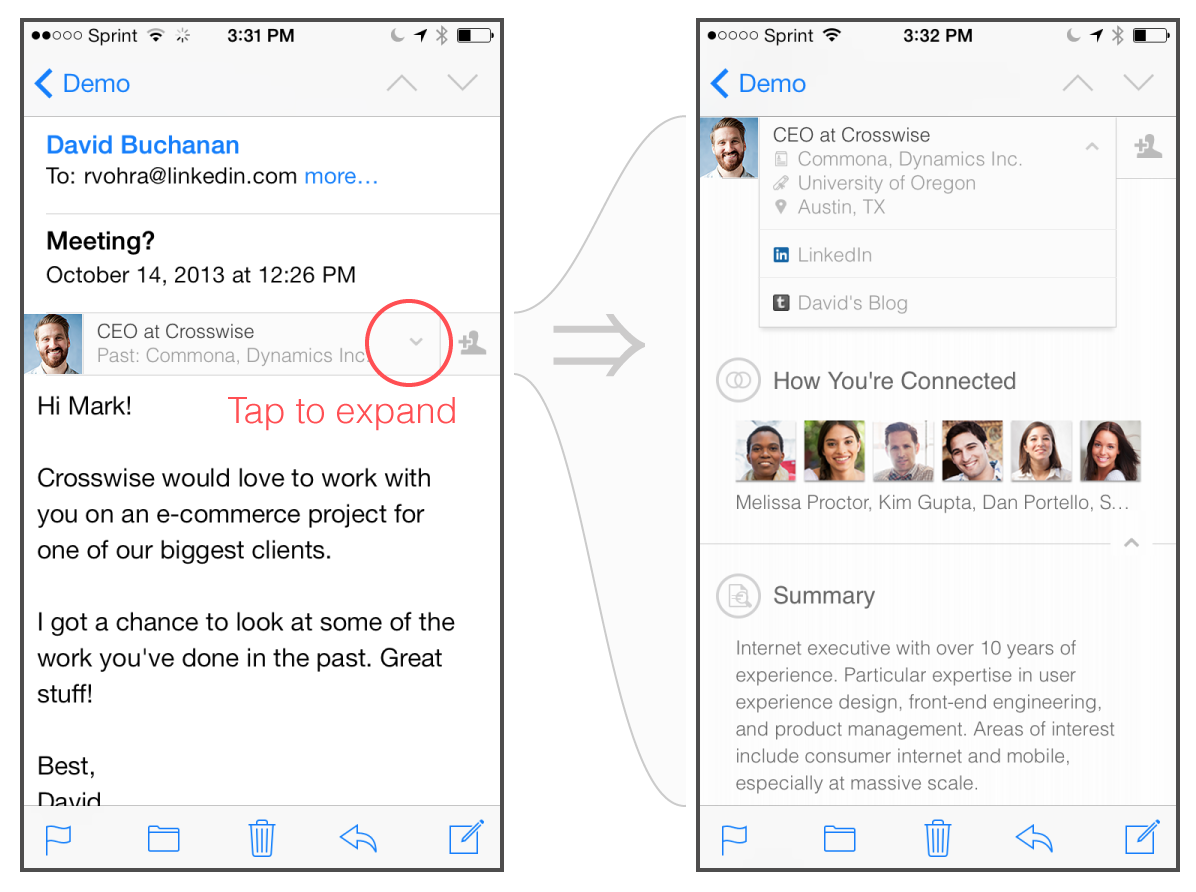 Sprint 3:31 PM
Demo
David Buchanan
To: rvohra@linkedin.com more...
Meeting?
October 14, 2013 at 12:26 PM
CEO at Crosswise
Past: Commona, Dynamics Inc.
Tap to expand
Hi Mark!
Crosswise would love to work with
you on an e-commerce project for
one of our biggest clients.
I got a chance to look at some of the
work you've done in the past. Great
stuff!
Best,
David
Sprint 3:32 PM
Demo
CEO at Crosswise
Commona, Dynamics Inc.
University of Oregon
Austin, TX
in LinkedIn
t David's Blog
How You're Connected
Melissa Proctor, Kim Gupta, Dan Portello, S...
Summary
Internet executive with over 10 years of
experience. Particular expertise in user
experience design, front-end engineering,
and product management. Areas of interest
include consumer internet and mobile,
especially at massive scale.